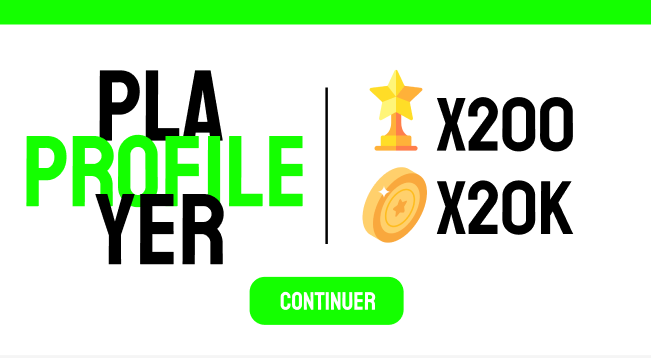 PLA
PROFILE
YER
X200
X20K
CONTINUER